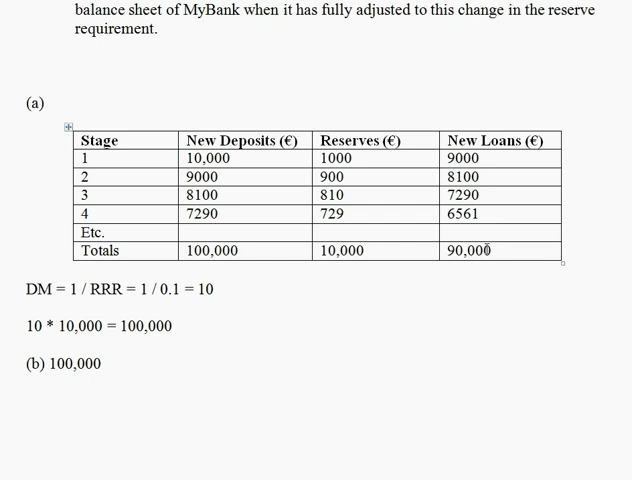 balance sheet of MyBank when it has fully adjusted to this change in the reserve
requirement.
(a)
Stage New Deposits (€) Reserves (€) New Loans (€)
1 10,000 1000 9000
2 9000 900 8100
3 8100 810 7290
4 7290 729 6561
Etc.
Totals 100,000 10,000 90,000
DM = 1 / RRR = 1 / 0.1 = 10
10 * 10,000 = 100,000
(b) 100,000